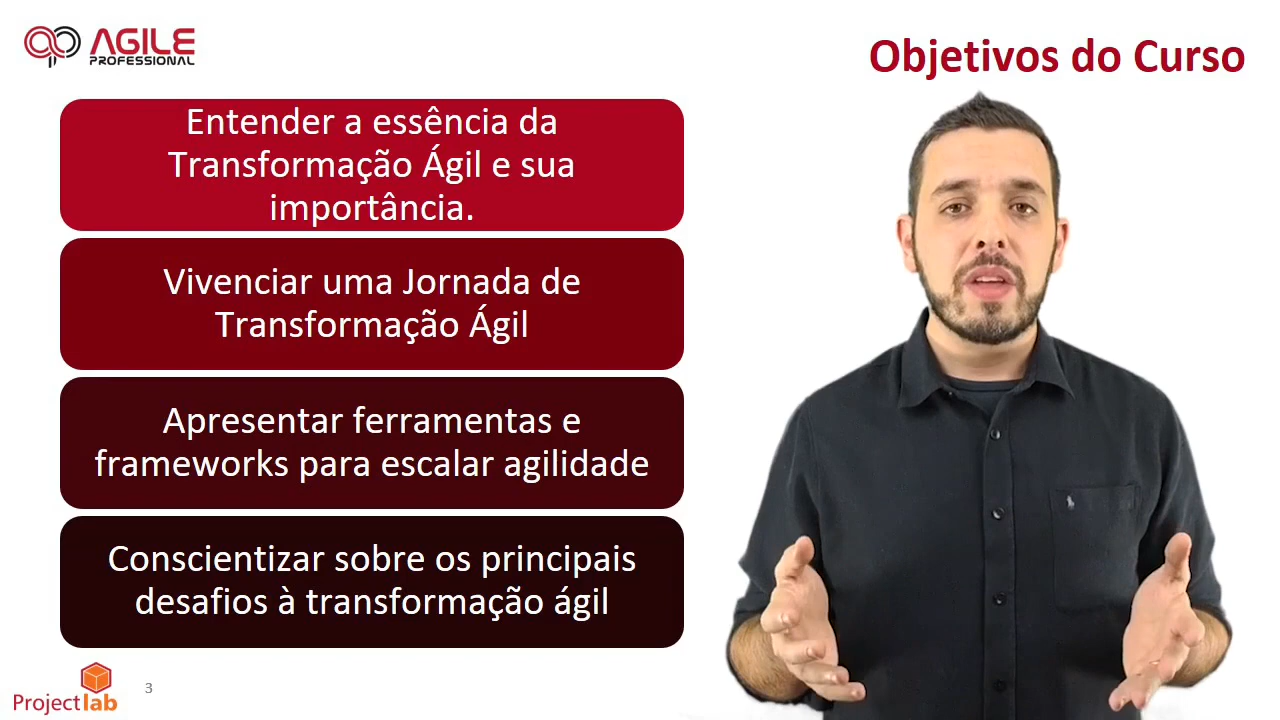 AGILE
PROFESSIONAL
Objetivos do Curso
Entender a essência da
Transformação Ágil e sua
importância.
Vivenciar uma Jornada de
Transformação Ágil
Apresentar ferramentas e
frameworks para escalar agilidade
Conscientizar sobre os principais
desafios à transformação ágil
Projectlab
3